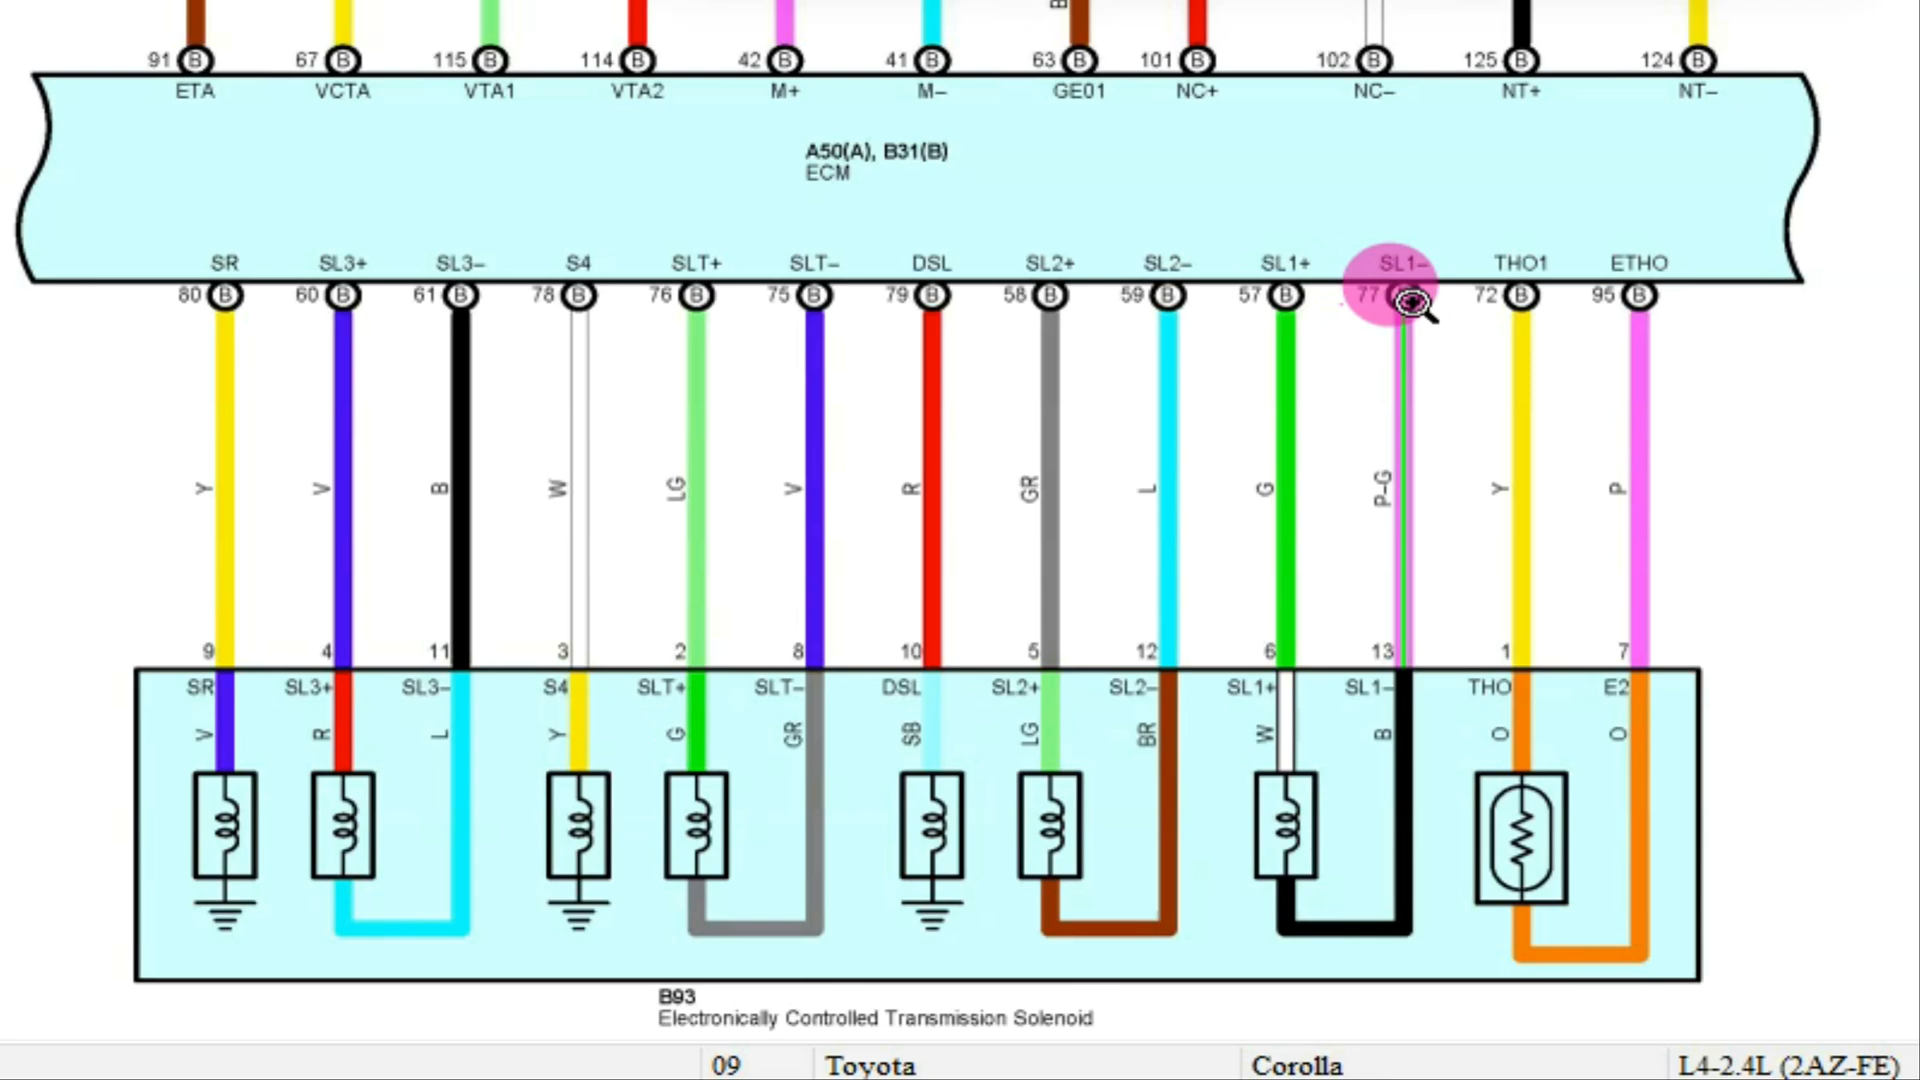 B
91 B 67 B 115 B 114 B 42 B 41 B 63 B 101 B 102 B 125 B 124 B
ETA VCTA VTA1 VTA2 M+ M– GE01 NC+ NC– NT+ NT–
A50(A), B31(B)
ECM
SR SL3+ SL3– S4 SLT+ SLT– DSL SL2+ SL2– SL1+ SL1– THO1 ETHO
80 B 60 B 61 B 78 B 76 B 75 B 79 B 58 B 59 B 57 B 77 72 B 95 B
Y V B W LG V R GR L G P–G Y P
9 4 11 3 2 8 10 5 12 6 13 1 7
SR SL3+ SL3– S4 SLT+ SLT– DSL SL2+ SL2– SL1+ SL1– THO E2
V R L Y G GR SB LG BR W B O O
B93
Electronically Controlled Transmission Solenoid
09 Toyota Corolla L4-2.4L (2AZ-FE)